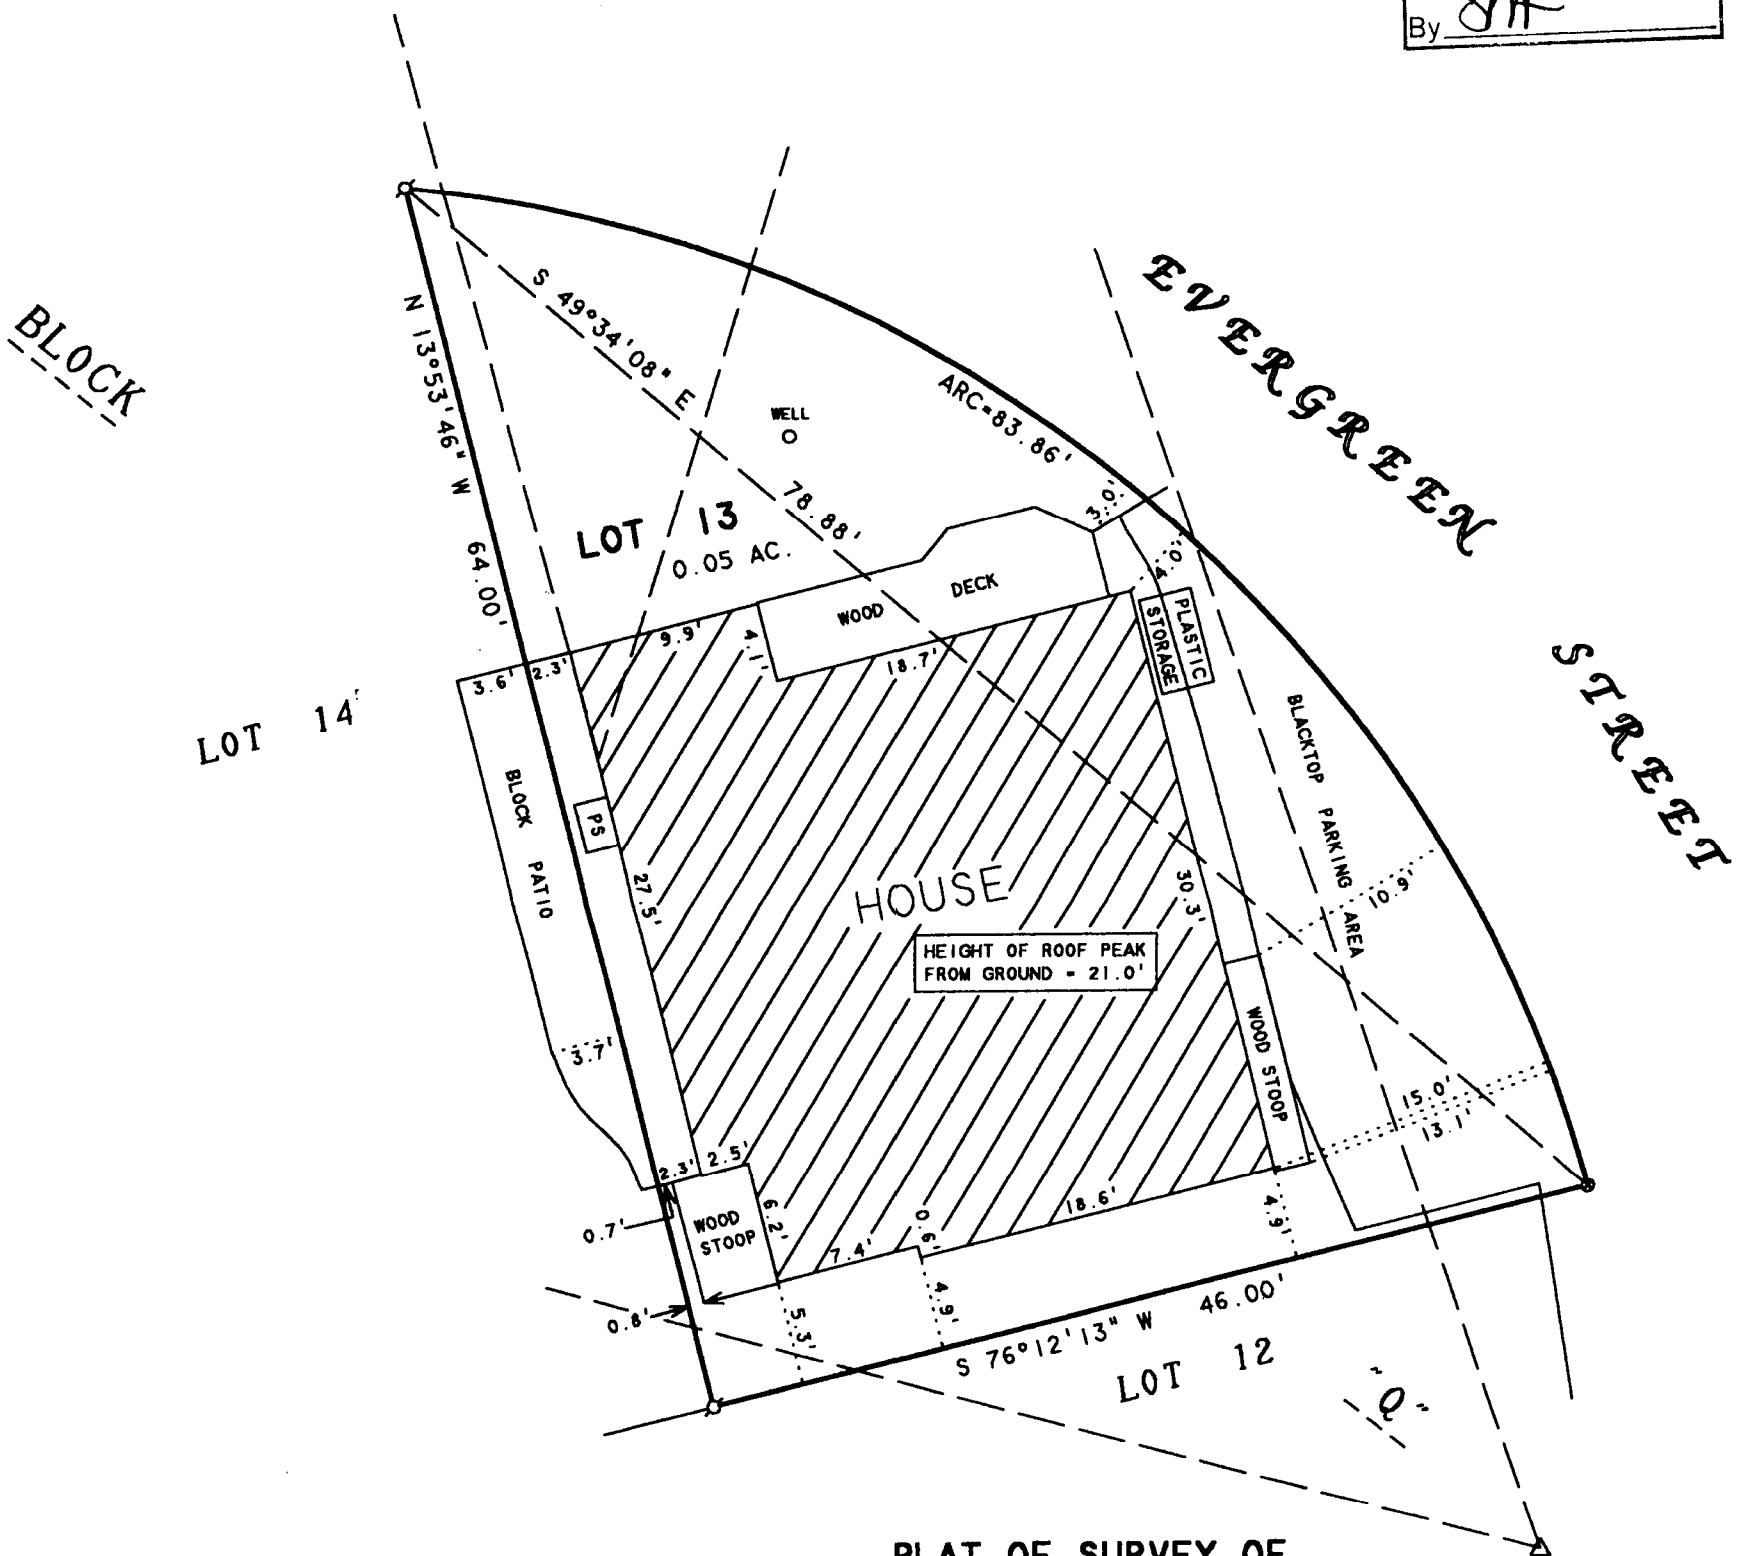 By
BLOCK
EVERGREEN
STREET
N 13°53'46" W 64.00'
S 49°34'08" E 78.88'
ARC=83.86'
WELL
LOT 13
0.05 AC.
3.0'
4.0'
WOOD DECK
PLASTIC
STORAGE
9.9'
4.1'
18.7'
3.6'
2.3'
LOT 14
BLACKTOP PARKING AREA
BLOCK PATIO
PS
27.5'
HOUSE
30.3'
10.9'
HEIGHT OF ROOF PEAK
FROM GROUND = 21.0'
WOOD STOOP
3.7'
15.0'
13.1'
2.3'
2.5'
0.7'
WOOD
STOOP
6.2'
7.4'
0.6'
18.6'
4.9'
0.8'
5.3'
4.9'
S 76°12'13" W 46.00'
LOT 12
"Q"
PLAT OF SURVEY OF